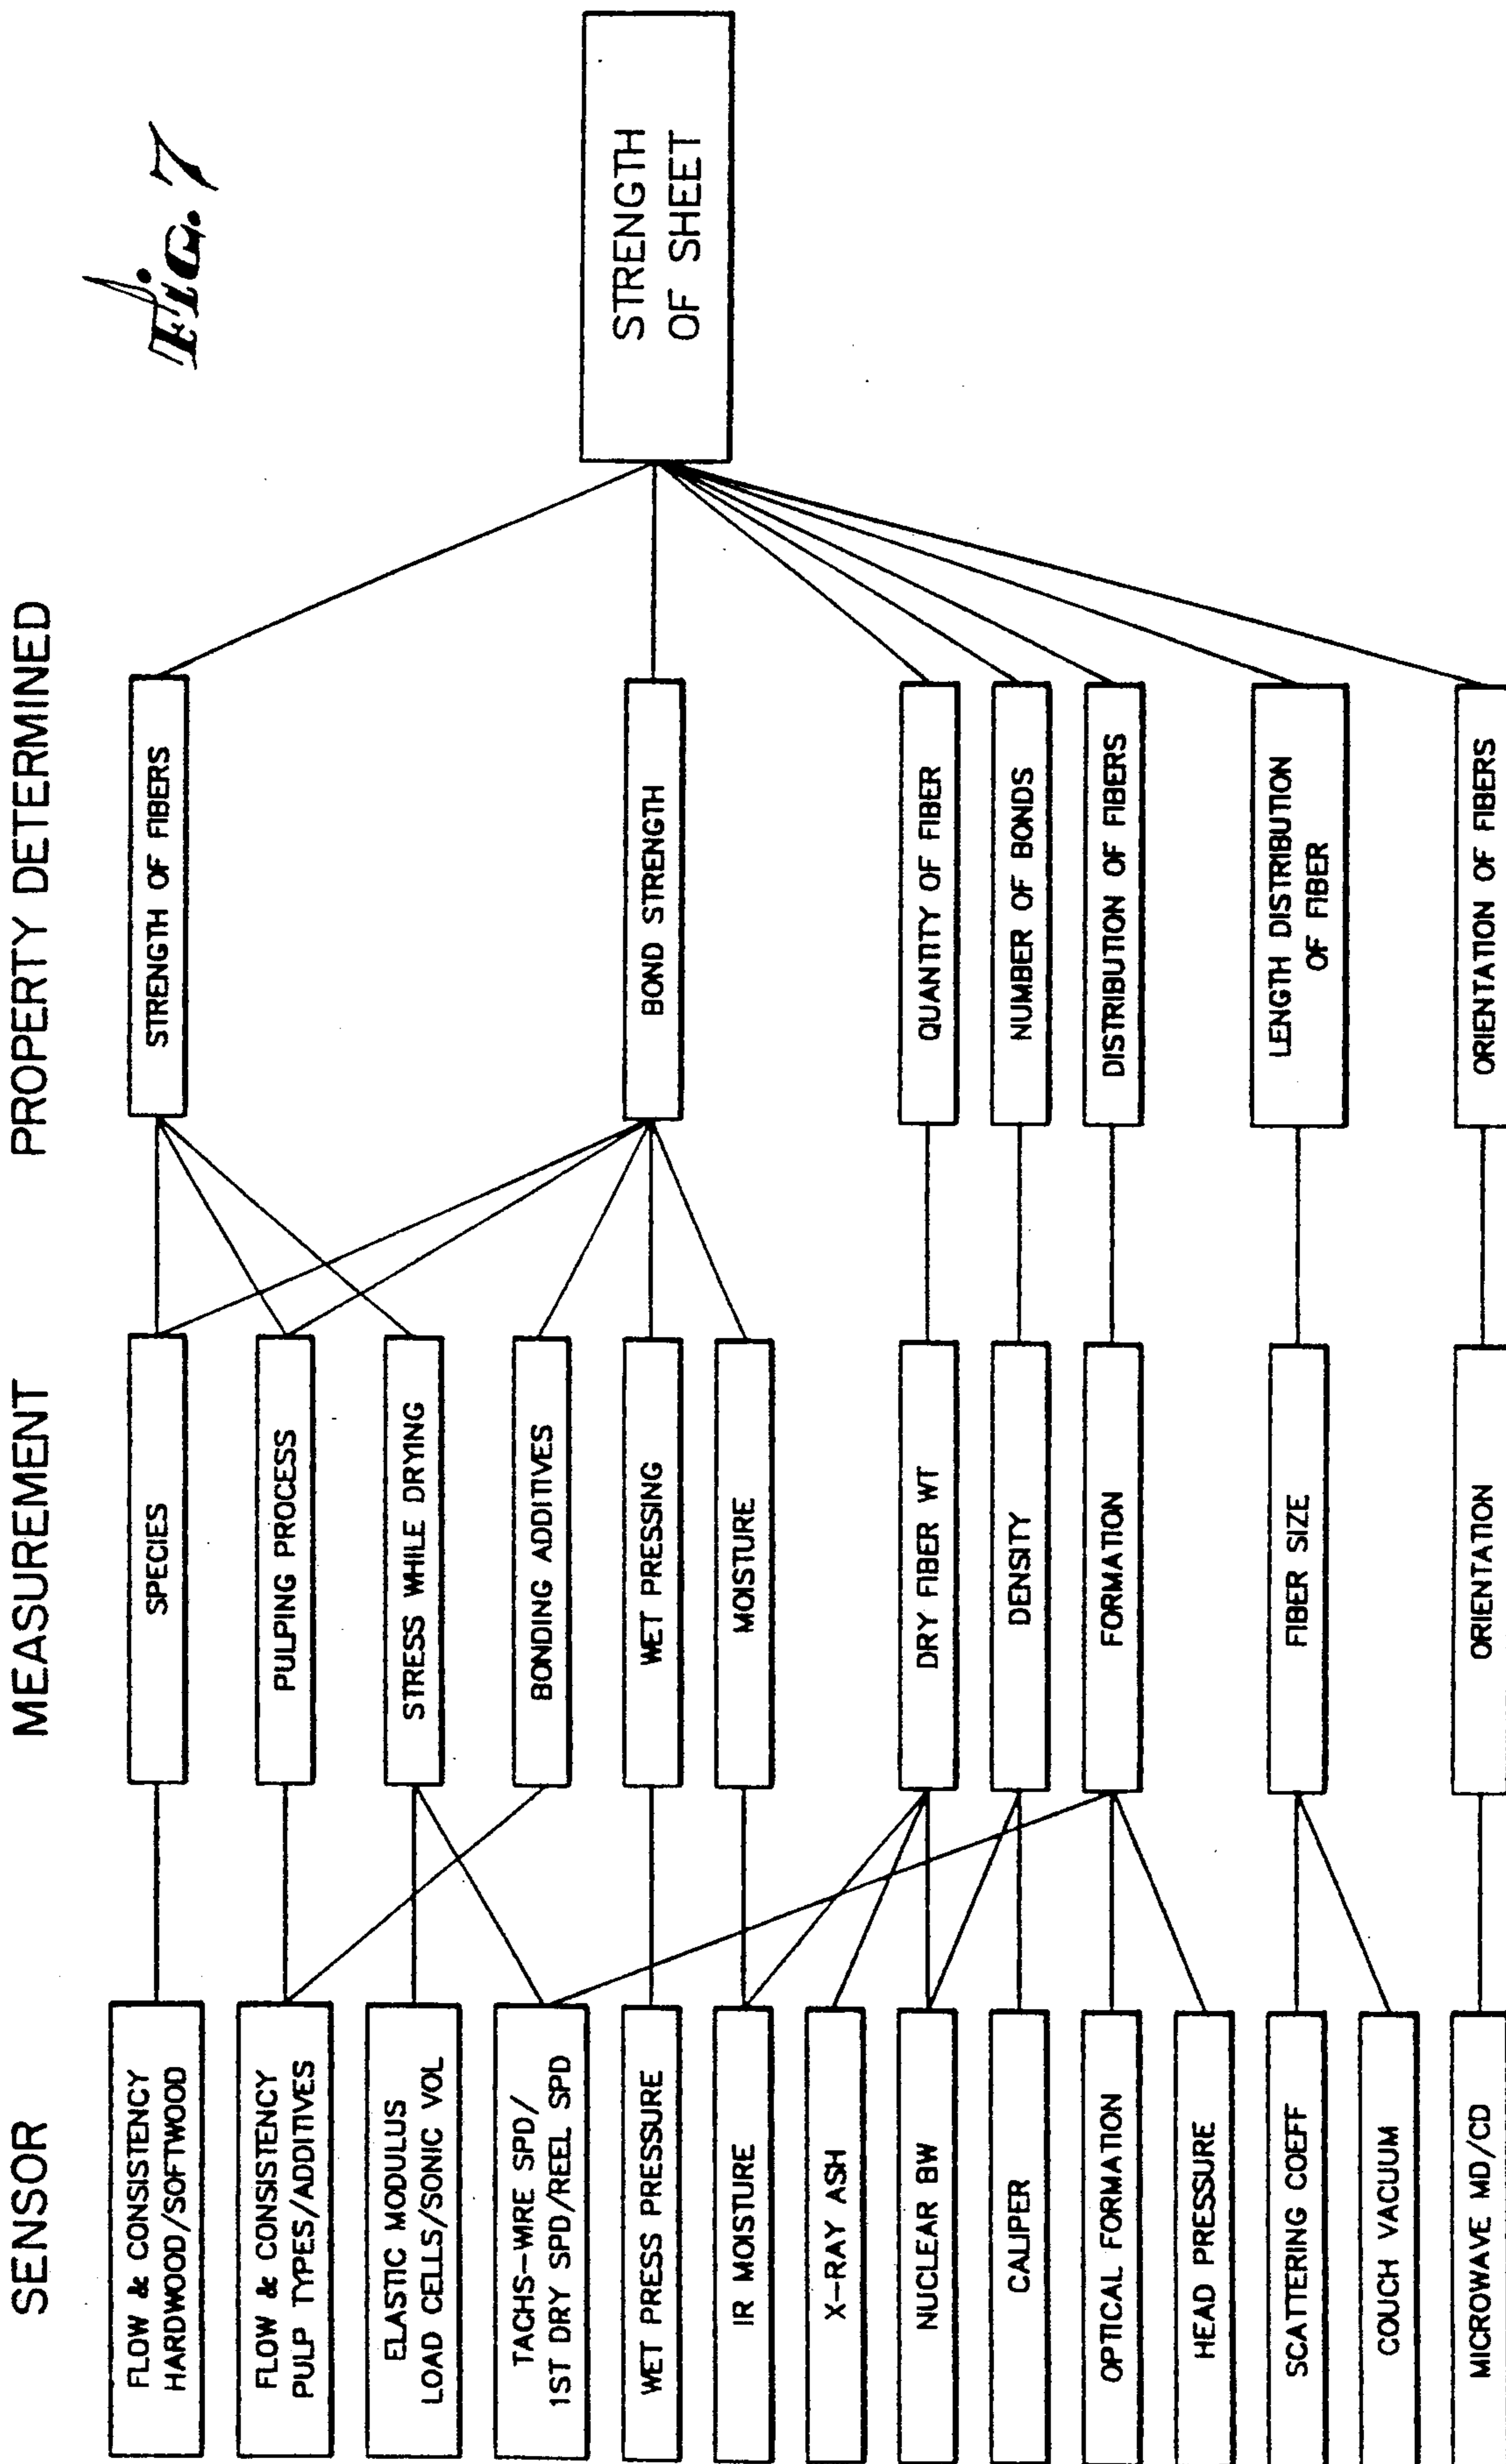 Fig. 7
SENSOR
MEASUREMENT
PROPERTY DETERMINED
FLOW & CONSISTENCY
HARDWOOD/SOFTWOOD
FLOW & CONSISTENCY
PULP TYPES/ADDITIVES
ELASTIC MODULUS
LOAD CELLS/SONIC VOL
TACHS-WIRE SPD/
1ST DRY SPD/REEL SPD
WET PRESS PRESSURE
IR MOISTURE
X-RAY ASH
NUCLEAR BW
CALIPER
OPTICAL FORMATION
HEAD PRESSURE
SCATTERING COEFF
COUCH VACUUM
MICROWAVE MD/CD
SPECIES
PULPING PROCESS
STRESS WHILE DRYING
BONDING ADDITIVES
WET PRESSING
MOISTURE
DRY FIBER WT
DENSITY
FORMATION
FIBER SIZE
ORIENTATION
STRENGTH OF FIBERS
BOND STRENGTH
QUANTITY OF FIBER
NUMBER OF BONDS
DISTRIBUTION OF FIBERS
LENGTH DISTRIBUTION
OF FIBER
ORIENTATION OF FIBERS
STRENGTH
OF SHEET